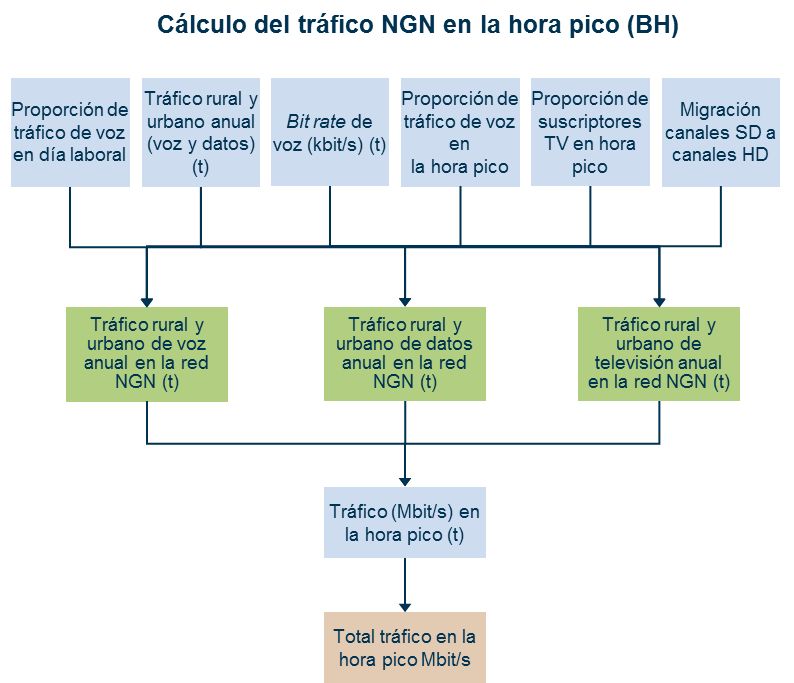 Cálculo del tráfico NGN en la hora pico (BH)
Proporción de
tráfico de voz
en día laboral
Tráfico rural y
urbano anual
(voz y datos)
(t)
Bit rate de
voz (kbit/s) (t)
Proporción de
tráfico de voz
en
la hora pico
Proporción de
suscriptores
TV en hora
pico
Migración
canales SD a
canales HD
Tráfico rural y
urbano de voz
anual en la red
NGN (t)
Tráfico rural y
urbano de datos
anual en la red
NGN (t)
Tráfico rural y
urbano de
televisión anual
en la red NGN (t)
Tráfico (Mbit/s) en
la hora pico (t)
Total tráfico en la
hora pico Mbit/s